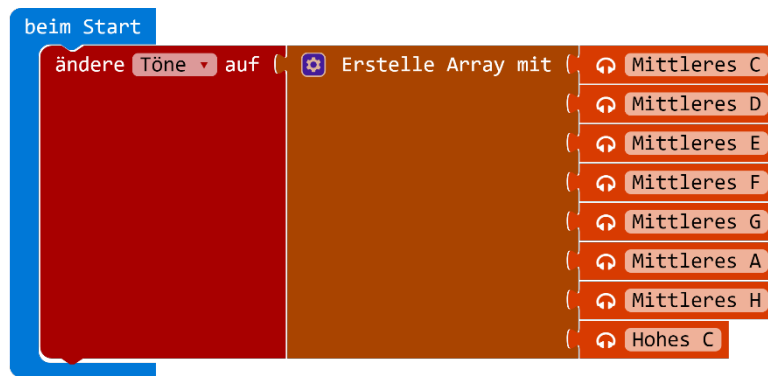 beim Start
ändere Töne auf Erstelle Array mit Mittleres C
Mittleres D
Mittleres E
Mittleres F
Mittleres G
Mittleres A
Mittleres H
Hohes C